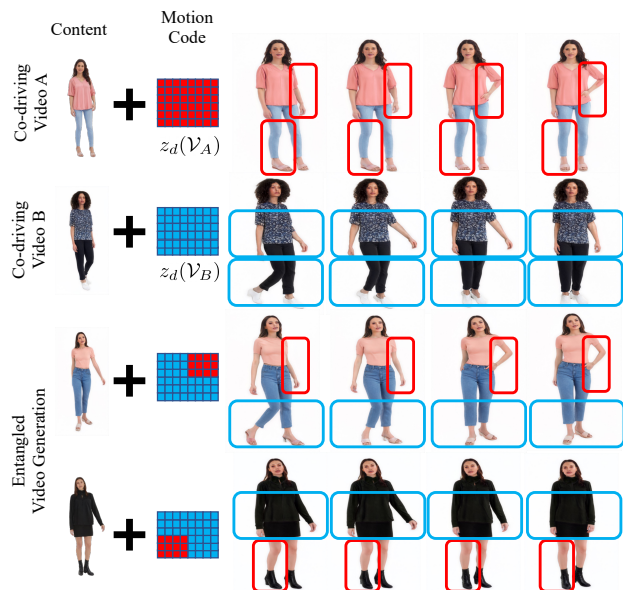 Content
Motion
Code
Co-driving
Video A
z_d(𝒱_A)
Co-driving
Video B
z_d(𝒱_B)
Entangled
Video Generation